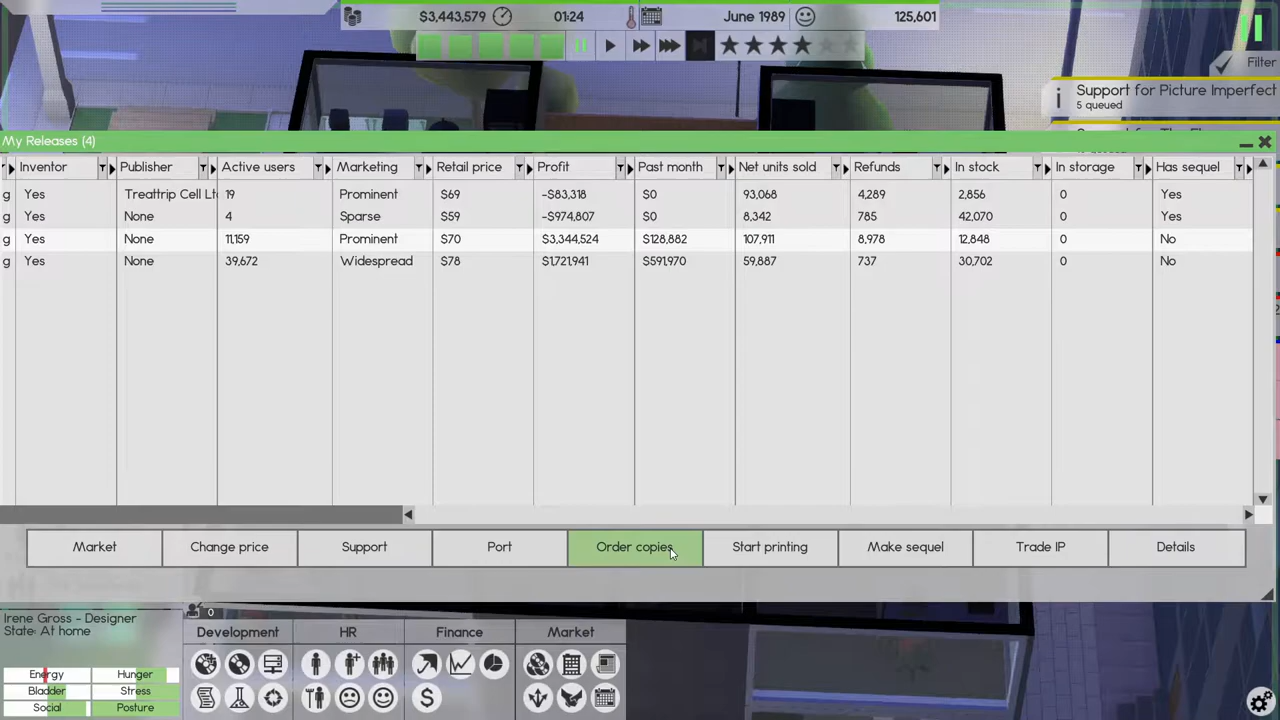 $3,443,579 01:24 June 1989 125,601
Filter
Support for Picture Imperfect
5 queued
My Releases (4)
Inventor Publisher Active users Marketing Retail price Profit Past month Net units sold Refunds In stock In storage Has sequel
g Yes Treattrip Cell Lt 19 Prominent $69 -$83,318 $0 93,068 4,289 2,856 0 Yes
g Yes None 4 Sparse $59 -$974,807 $0 8,342 785 42,070 0 Yes
g Yes None 11,159 Prominent $70 $3,344,524 $128,882 107,911 8,978 12,848 0 No
g Yes None 39,672 Widespread $78 $1,721,941 $591,970 59,887 737 30,702 0 No
Market Change price Support Port Order copies Start printing Make sequel Trade IP Details
0
Irene Gross - Designer
State: At home
Energy Hunger
Bladder Stress
Social Posture
Development HR Finance Market